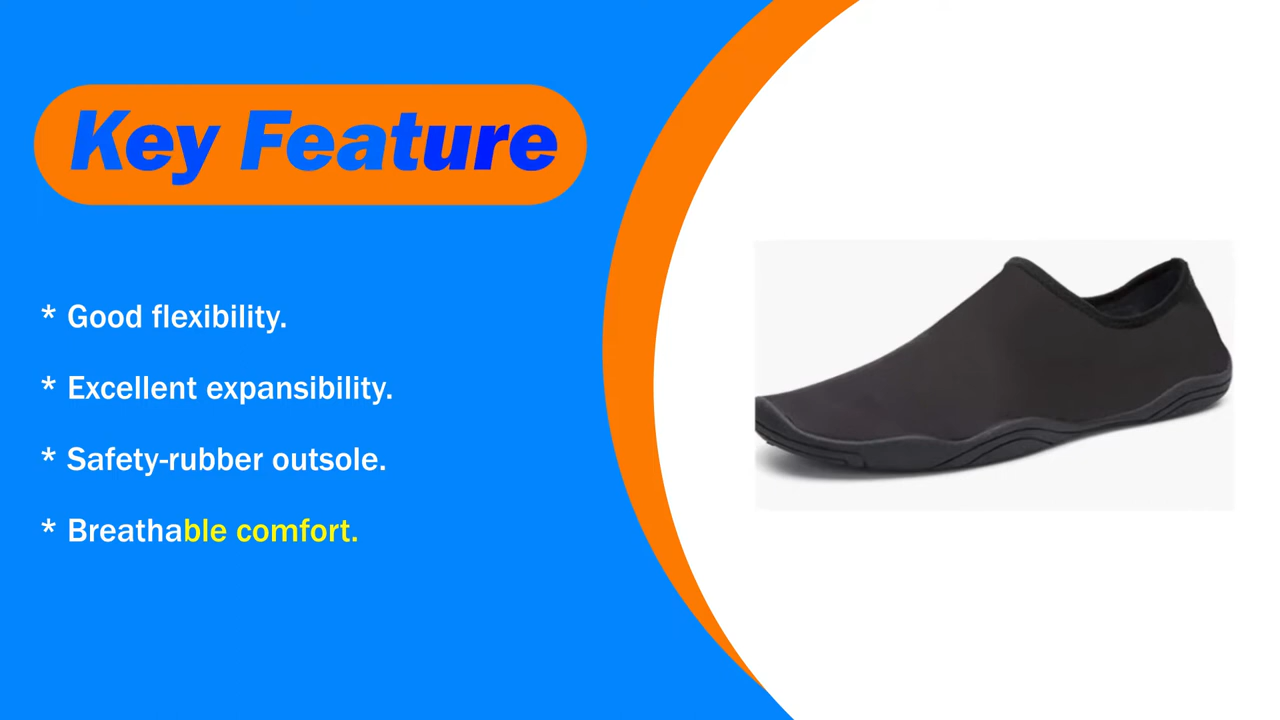 Key Feature
* Good flexibility.
* Excellent expansibility.
* Safety-rubber outsole.
* Breathable comfort.